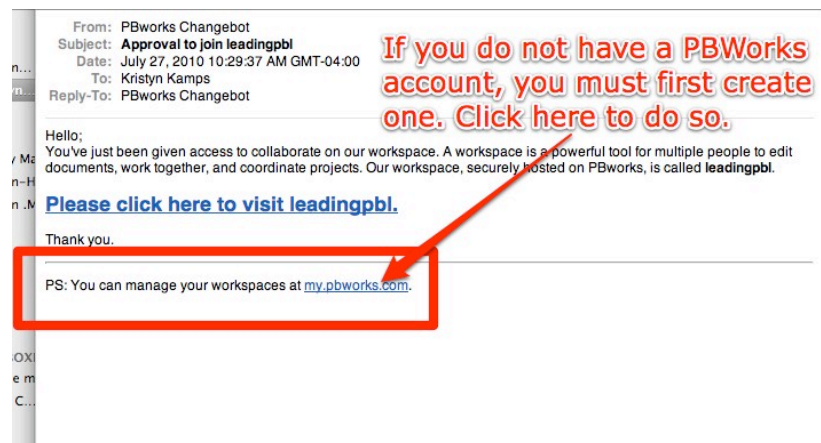 From: PBworks Changebot
Subject: Approval to join leadingpbl
Date: July 27, 2010 10:29:37 AM GMT-04:00
To: Kristyn Kamps
Reply-To: PBworks Changebot
If you do not have a PBWorks
account, you must first create
one. Click here to do so.
Hello;
You've just been given access to collaborate on our workspace. A workspace is a powerful tool for multiple people to edit
documents, work together, and coordinate projects. Our workspace, securely hosted on PBworks, is called leadingpbl.
Please click here to visit leadingpbl.
Thank you.
PS: You can manage your workspaces at my.pbworks.com.